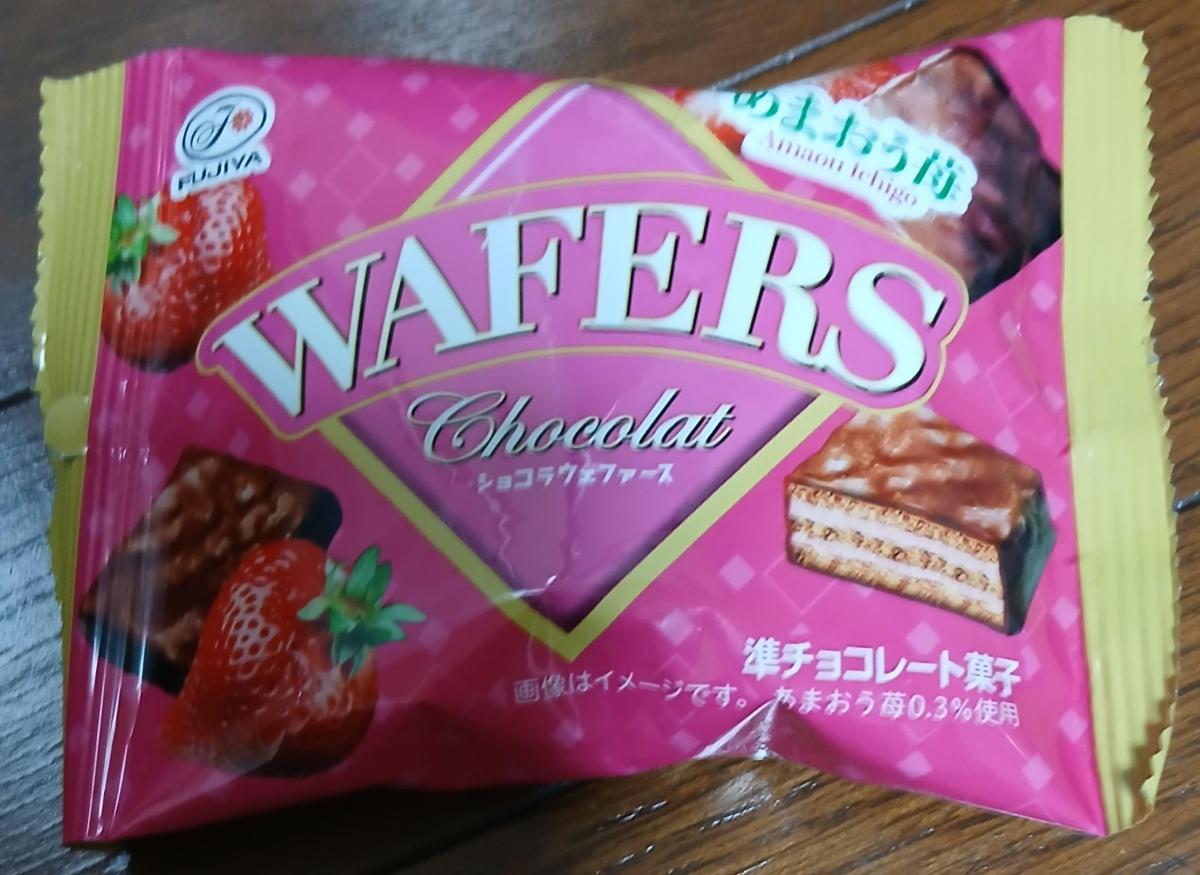 FUJIYA
あまおう苺
Amaou Ichigo
WAFERS
Chocolat
ショコラウェファース
準チョコレート菓子
画像はイメージです。 あまおう苺0.3%使用